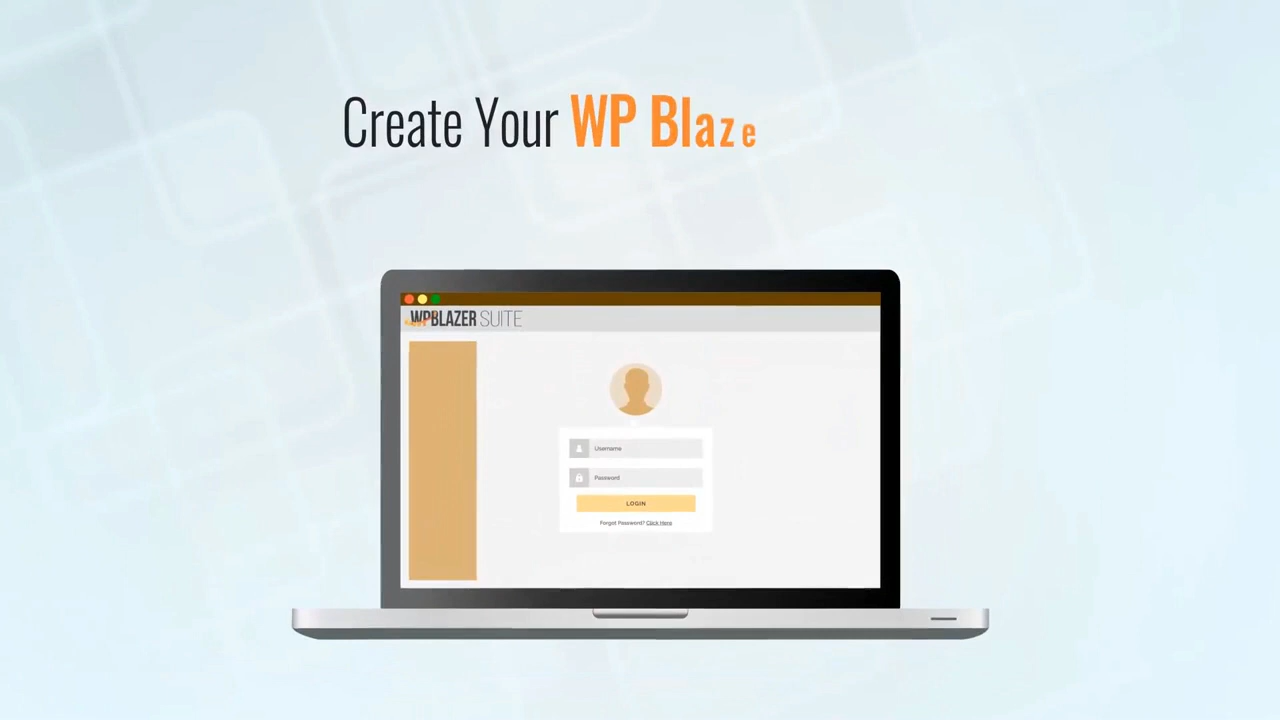 Create Your WP Blaze
WPBLAZER SUITE
Username
Password
LOGIN
Forgot Password? Click Here